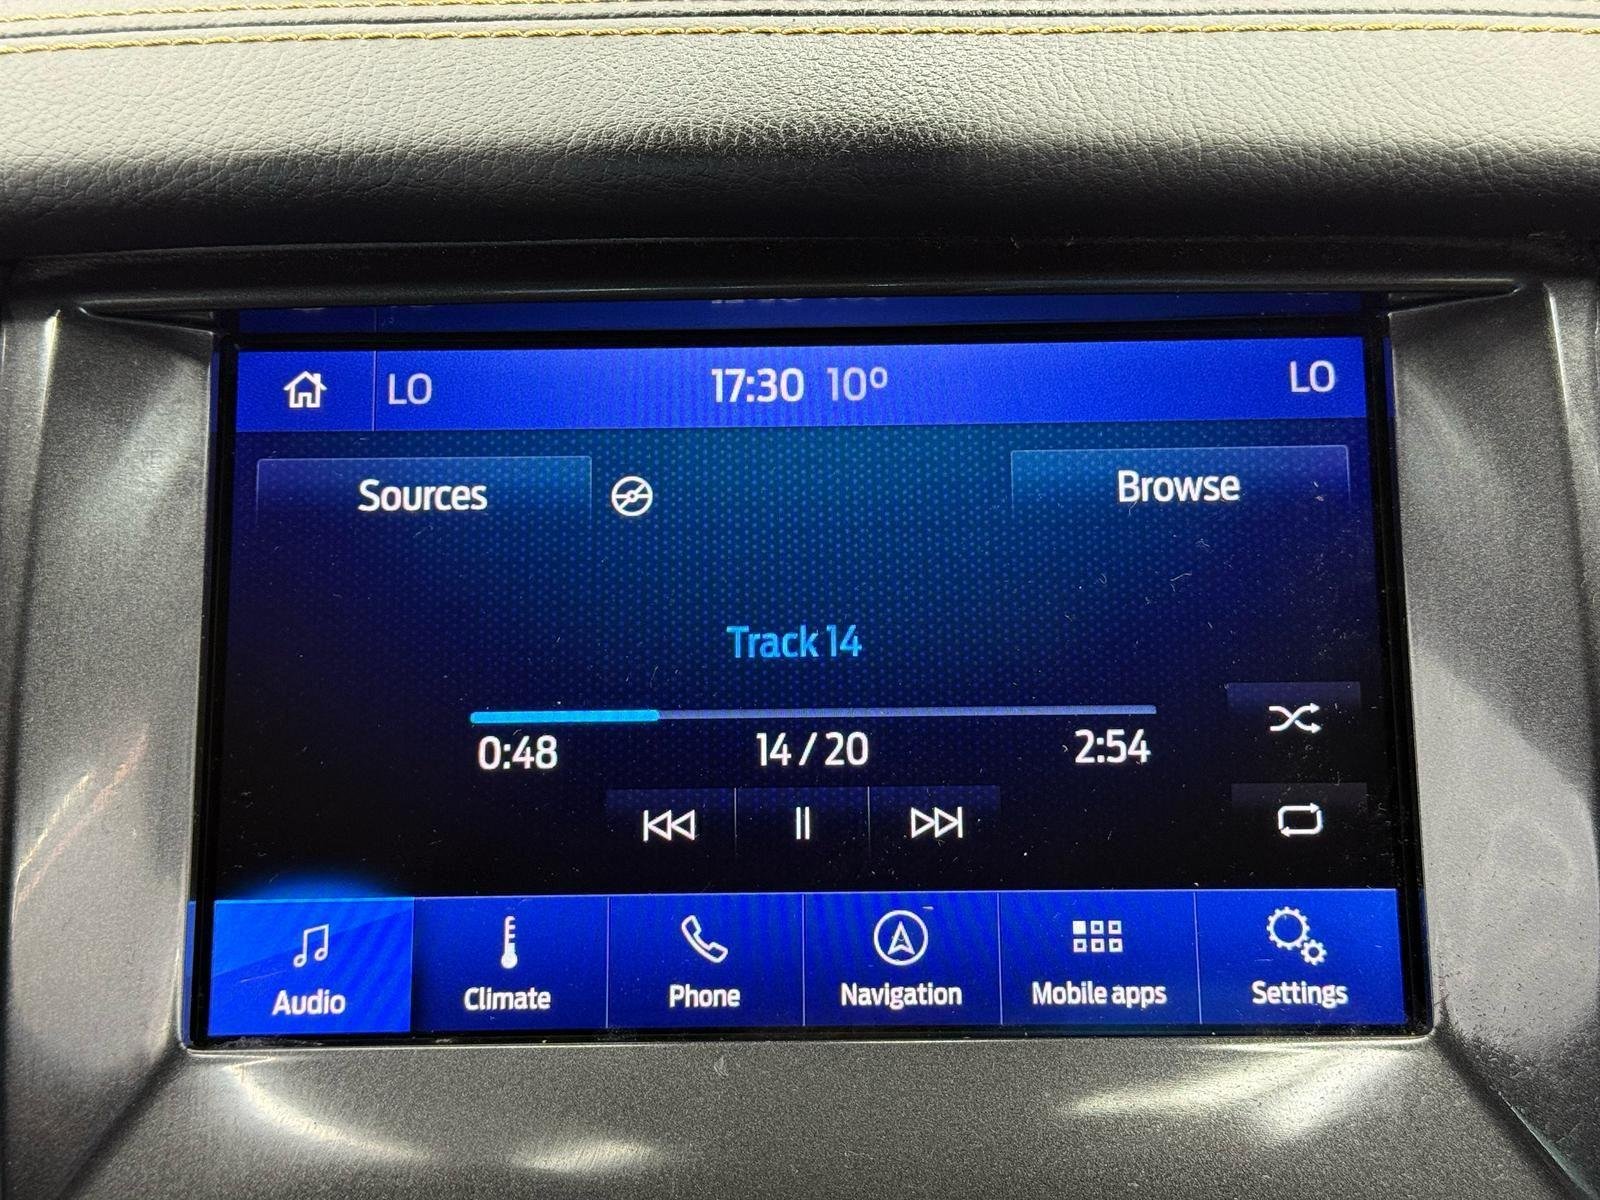 LO 17:30 10° LO
Sources Browse
Track 14
0:48 14 / 20 2:54
Audio Climate Phone Navigation Mobile apps Settings